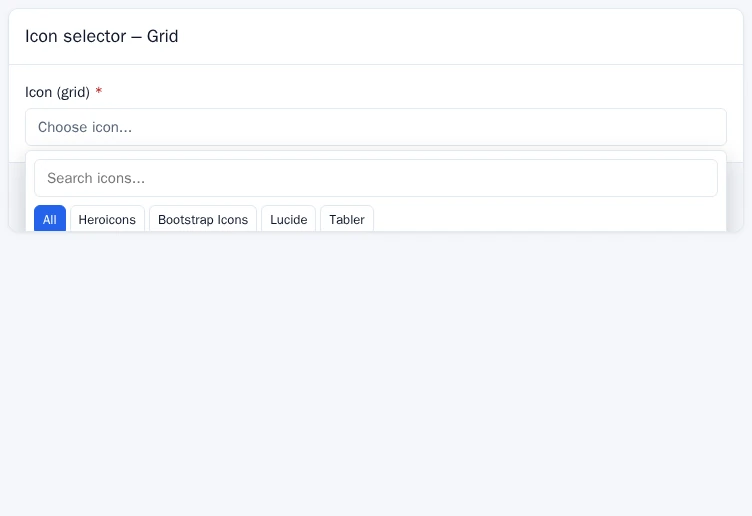 Icon selector – Grid
Icon (grid) *
Choose icon...
Search icons...
All Heroicons Bootstrap Icons Lucide Tabler